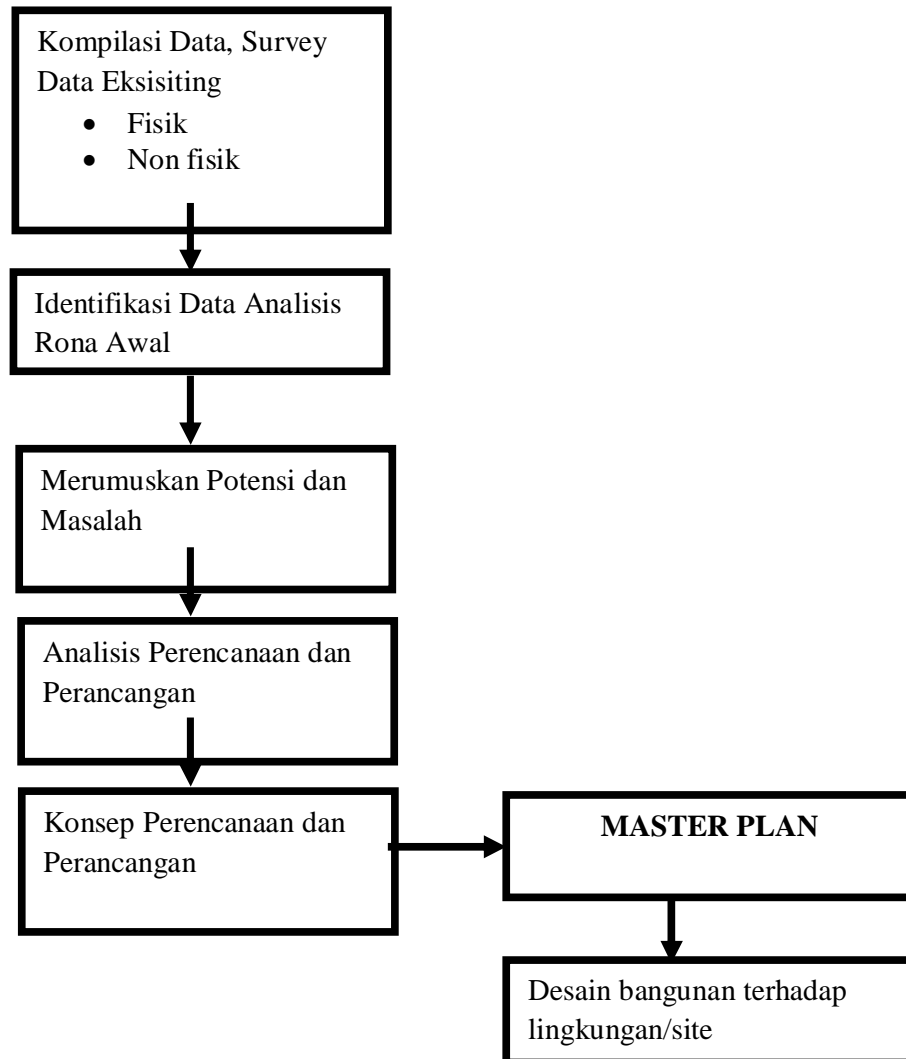 Kompilasi Data, Survey
Data Eksisiting
• Fisik
• Non fisik
Identifikasi Data Analisis
Rona Awal
Merumuskan Potensi dan
Masalah
Analisis Perencanaan dan
Perancangan
Konsep Perencanaan dan
Perancangan
MASTER PLAN
Desain bangunan terhadap
lingkungan/site